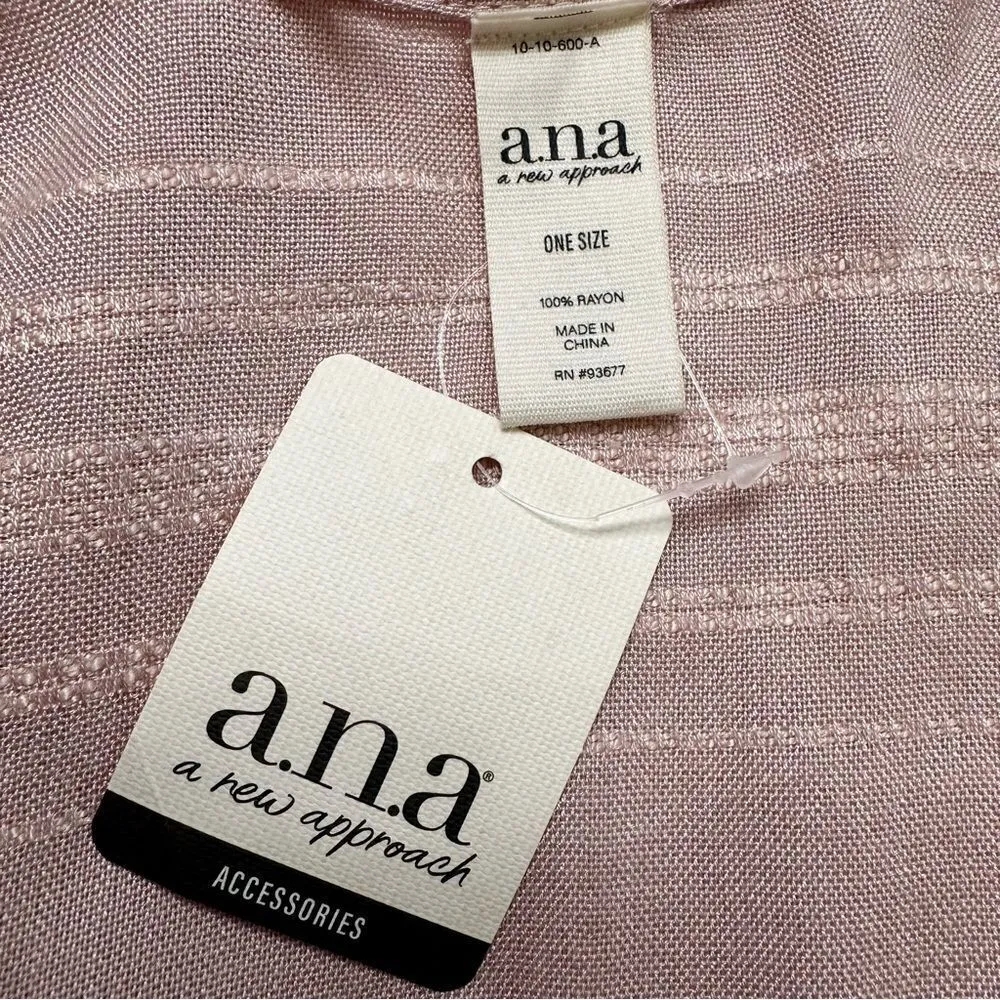 10-10-600-A
a.n.a
a new approach
ONE SIZE
100% RAYON
MADE IN
CHINA
RN #93677
a.n.a®
a new approach
ACCESSORIES